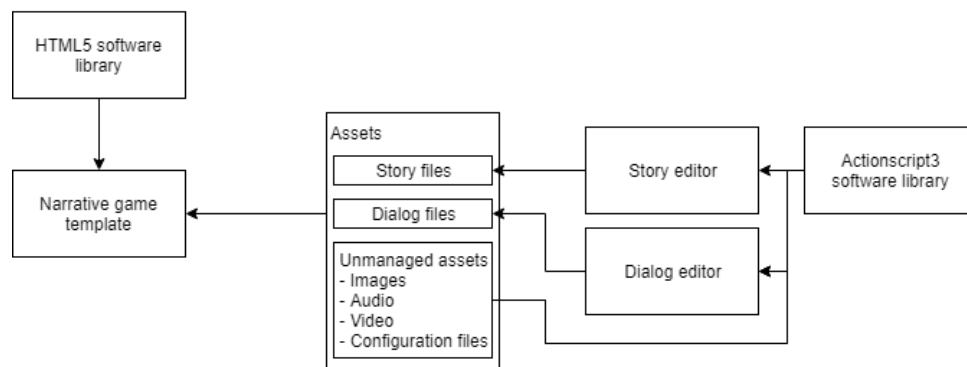 HTML5 software
library
Narrative game
template
Assets
Story files
Dialog files
Unmanaged assets
- Images
- Audio
- Video
- Configuration files
Story editor
Dialog editor
Actionscript3
software library